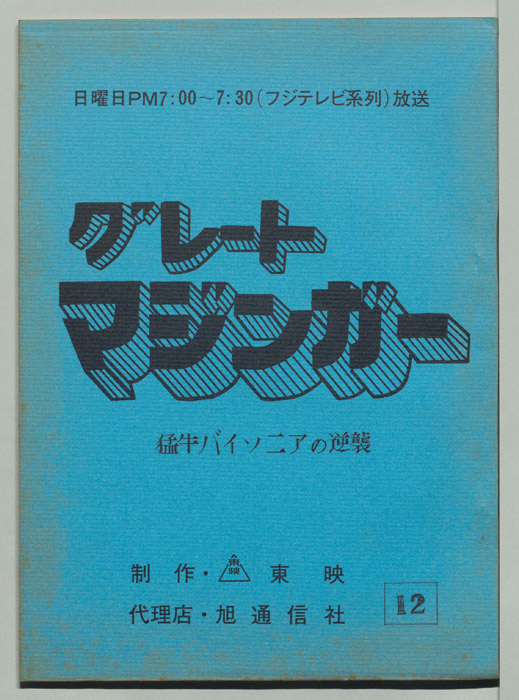 日曜日PM7:00〜7:30(フジテレビ系列)放送
グレート
マジンガー
猛牛バイソニアの逆襲
制作・東映 東映
代理店・旭通信社
12